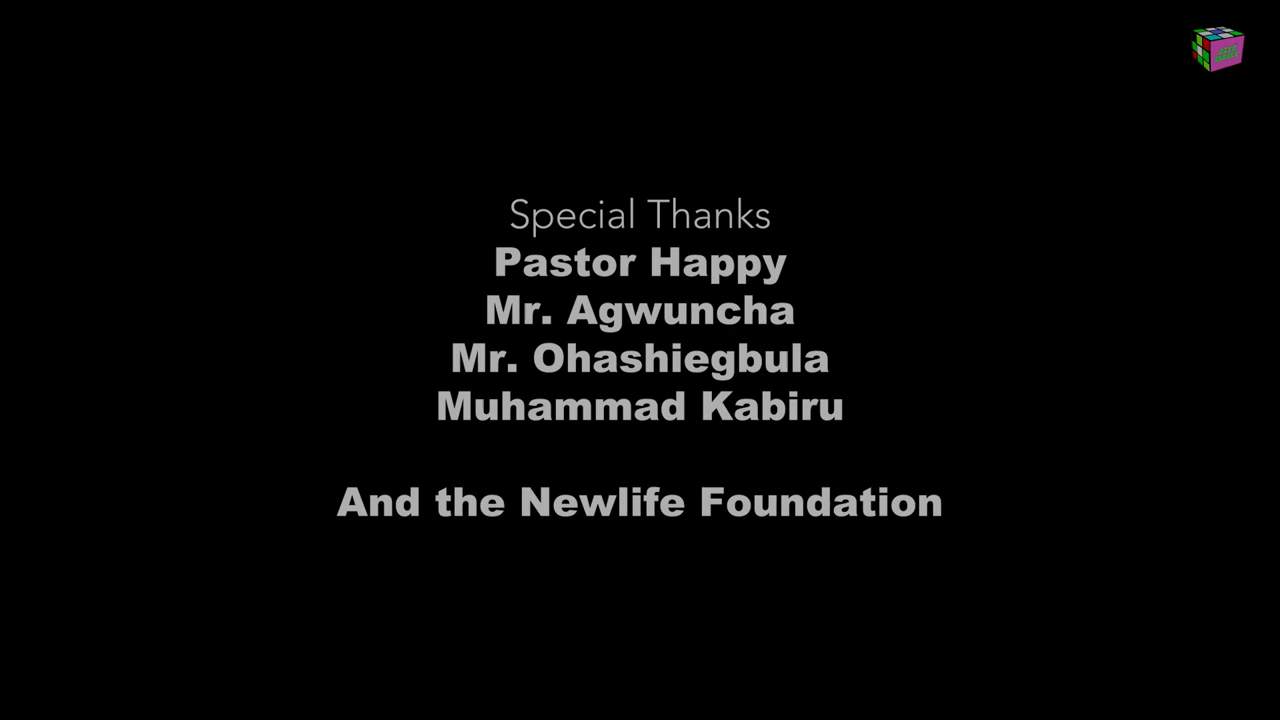 Special Thanks
Pastor Happy
Mr. Agwuncha
Mr. Ohashiegbula
Muhammad Kabiru
And the Newlife Foundation